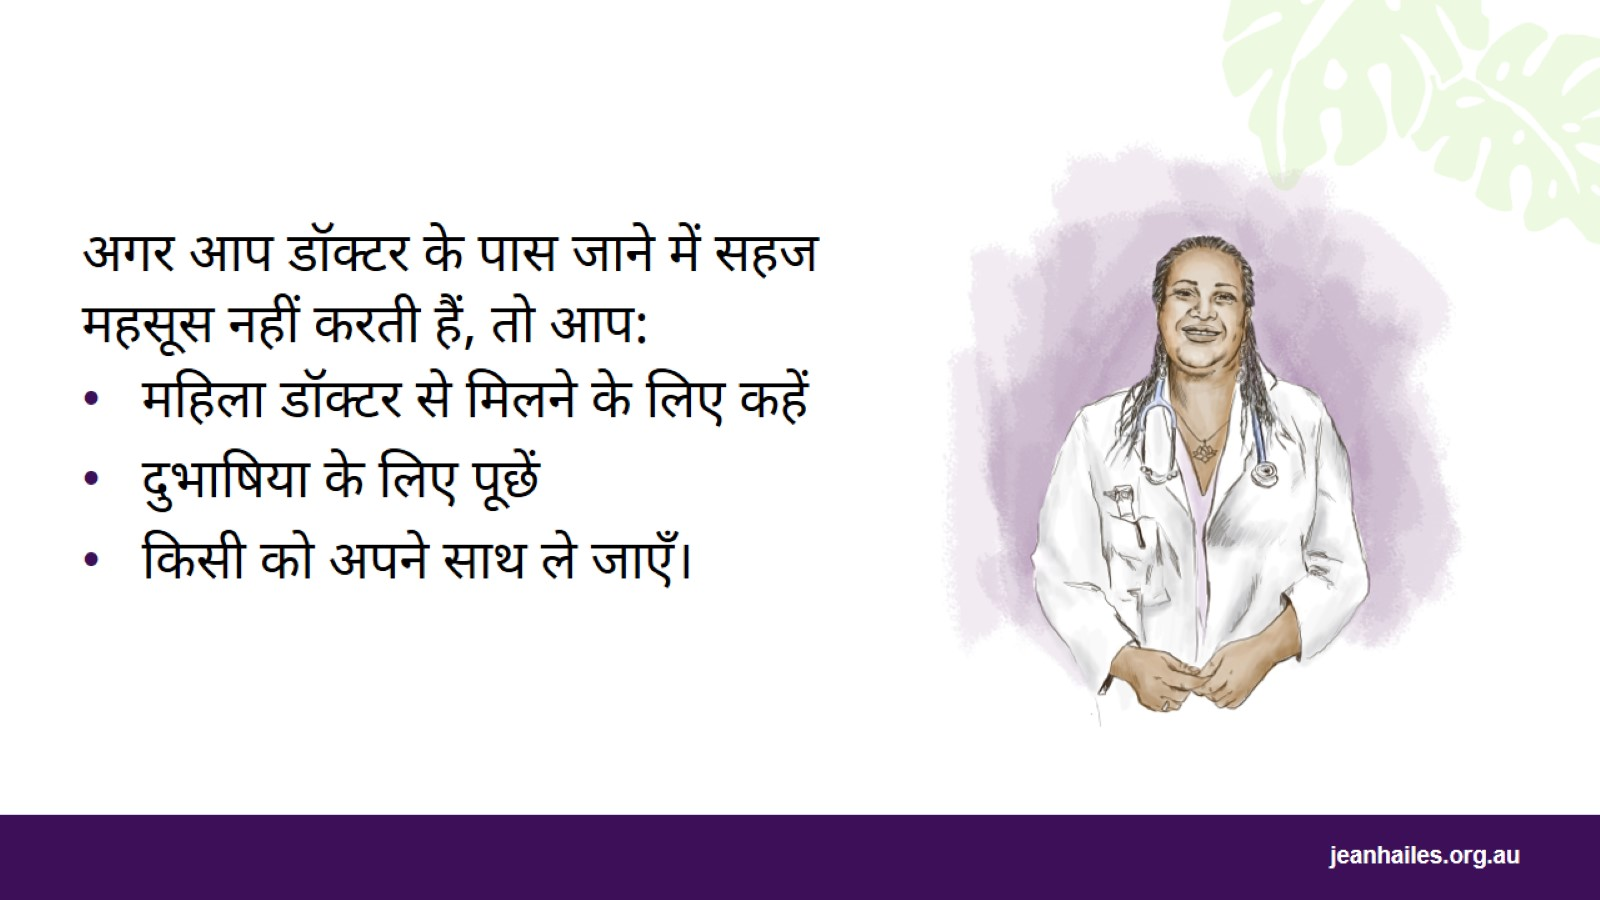 अगर आप डॉक्टर के पास जाने में सहज
महसूस नहीं करती हैं, तो आप:
• महिला डॉक्टर से मिलने के लिए कहें
• दुभाषिया के लिए पूछें
• किसी को अपने साथ ले जाएँ।
jeanhailes.org.au